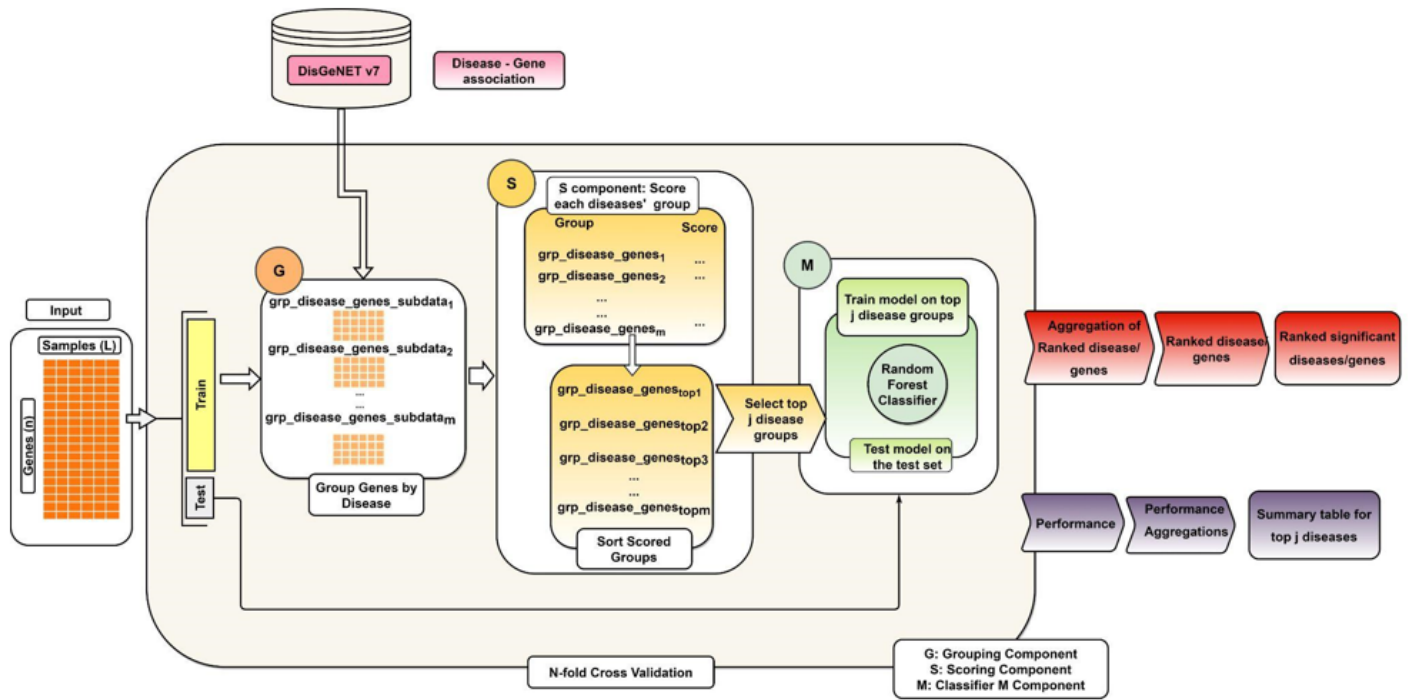 DisGeNET v7
Disease - Gene
association
Input
Samples (L)
Genes (n)
Train
Test
G
grp_disease_genes_subdata1
grp_disease_genes_subdata2
...
...
grp_disease_genes_subdatam
Group Genes by
Disease
S
S component: Score
each diseases' group
Group
Score
grp_disease_genes1
...
grp_disease_genes2
...
...
...
grp_disease_genesm
...
grp_disease_genestop1
grp_disease_genestop2
grp_disease_genestop3
...
...
grp_disease_genestopm
Sort Scored
Groups
Select top
j disease
groups
M
Train model on top
j disease groups
Random
Forest
Classifier
Test model on
the test set
Aggregation of
Ranked disease/
genes
Ranked disease/
genes
Ranked significant
diseases/genes
Performance
Performance
Aggregations
Summary table for
top j diseases
N-fold Cross Validation
G: Grouping Component
S: Scoring Component
M: Classifier M Component